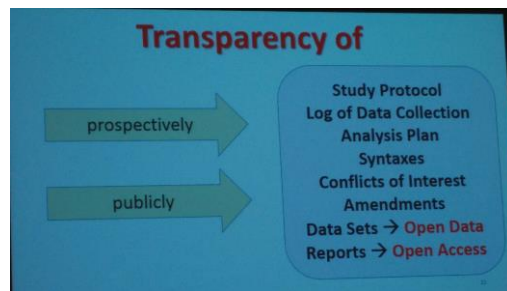 Transparency of
prospectively
publicly
Study Protocol
Log of Data Collection
Analysis Plan
Syntaxes
Conflicts of Interest
Amendments
Data Sets → Open Data
Reports → Open Access